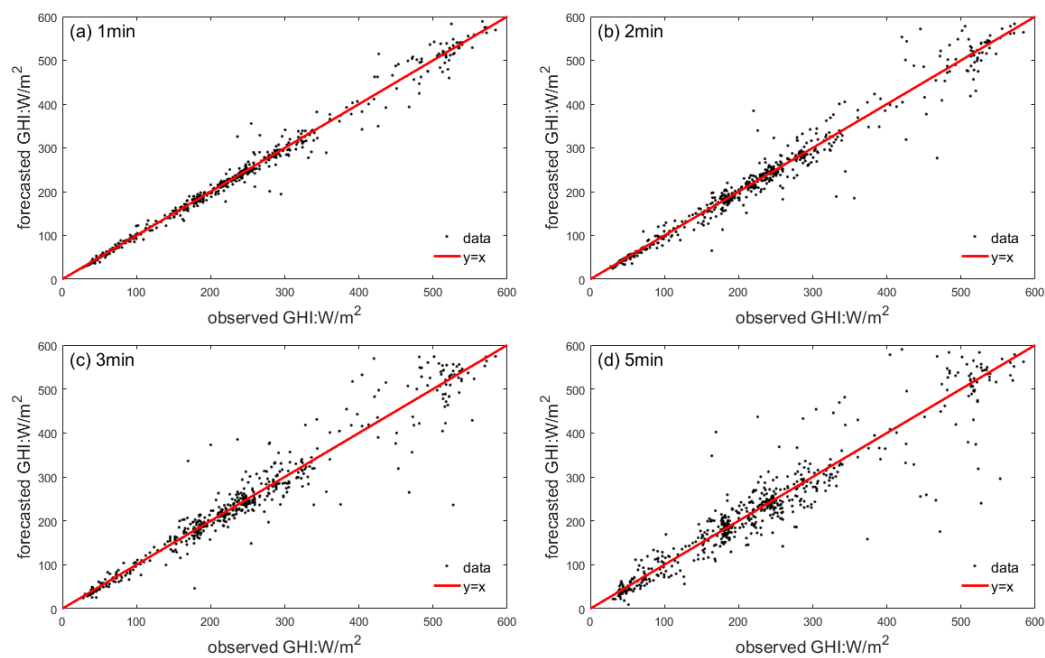 (a) 1min
600
500
400
300
200
100
0
forecasted GHI:W/m²
data
y=x
0 100 200 300 400 500 600
observed GHI:W/m²
(b) 2min
600
500
400
300
200
100
0
forecasted GHI:W/m²
data
y=x
0 100 200 300 400 500 600
observed GHI:W/m²
(c) 3min
600
500
400
300
200
100
0
forecasted GHI:W/m²
data
y=x
0 100 200 300 400 500 600
observed GHI:W/m²
(d) 5min
600
500
400
300
200
100
0
forecasted GHI:W/m²
data
y=x
0 100 200 300 400 500 600
observed GHI:W/m²